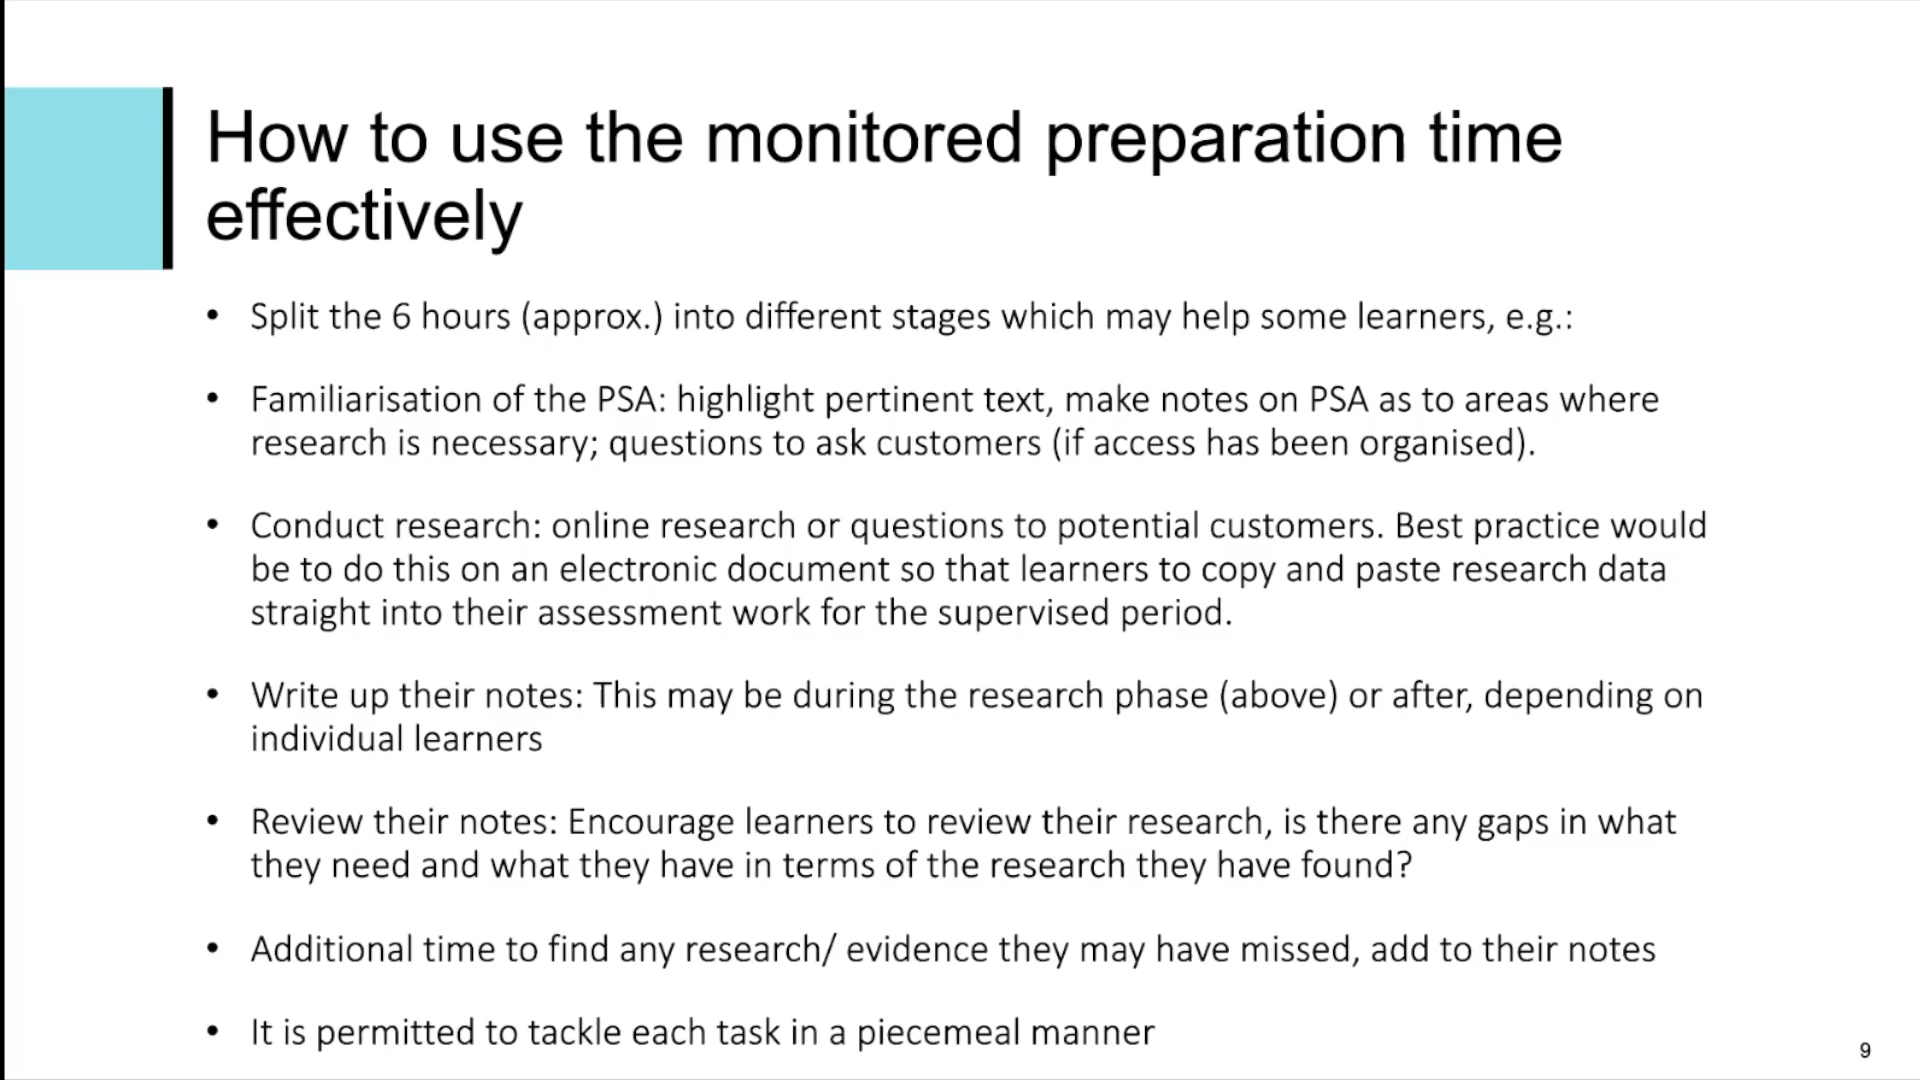 How to use the monitored preparation time
effectively
• Split the 6 hours (approx.) into different stages which may help some learners, e.g.:
• Familiarisation of the PSA: highlight pertinent text, make notes on PSA as to areas where
research is necessary; questions to ask customers (if access has been organised).
• Conduct research: online research or questions to potential customers. Best practice would
be to do this on an electronic document so that learners to copy and paste research data
straight into their assessment work for the supervised period.
• Write up their notes: This may be during the research phase (above) or after, depending on
individual learners
• Review their notes: Encourage learners to review their research, is there any gaps in what
they need and what they have in terms of the research they have found?
• Additional time to find any research/ evidence they may have missed, add to their notes
• It is permitted to tackle each task in a piecemeal manner
9